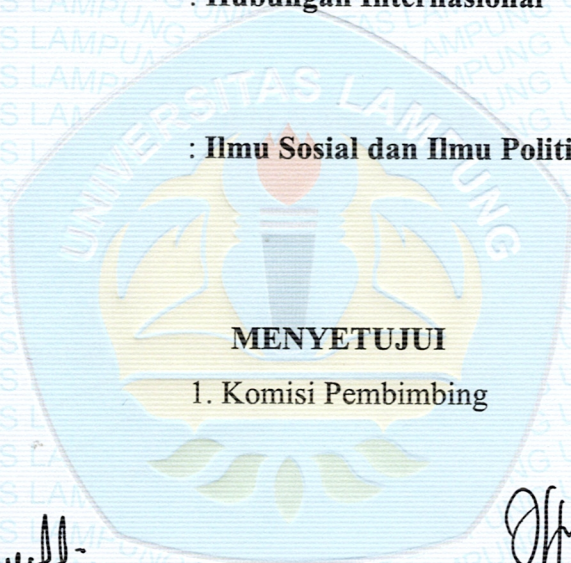 : Hubungan Internasional
: Ilmu Sosial dan Ilmu Politi
UNIVERSITAS LAMPUNG
MENYETUJUI
1. Komisi Pembimbing